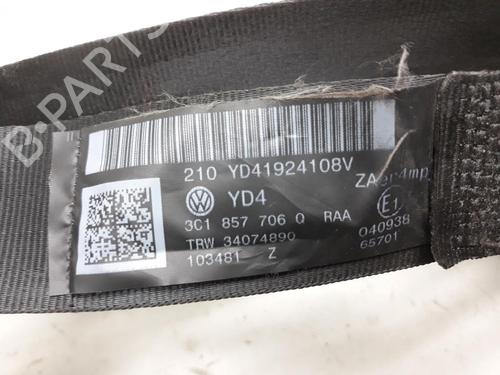 B-PARTS
210 YD41924108V
YD4 ZAer4mp
3C1 857 706 Q RAA E1
TRW 34074890 040938
103481 Z 65701